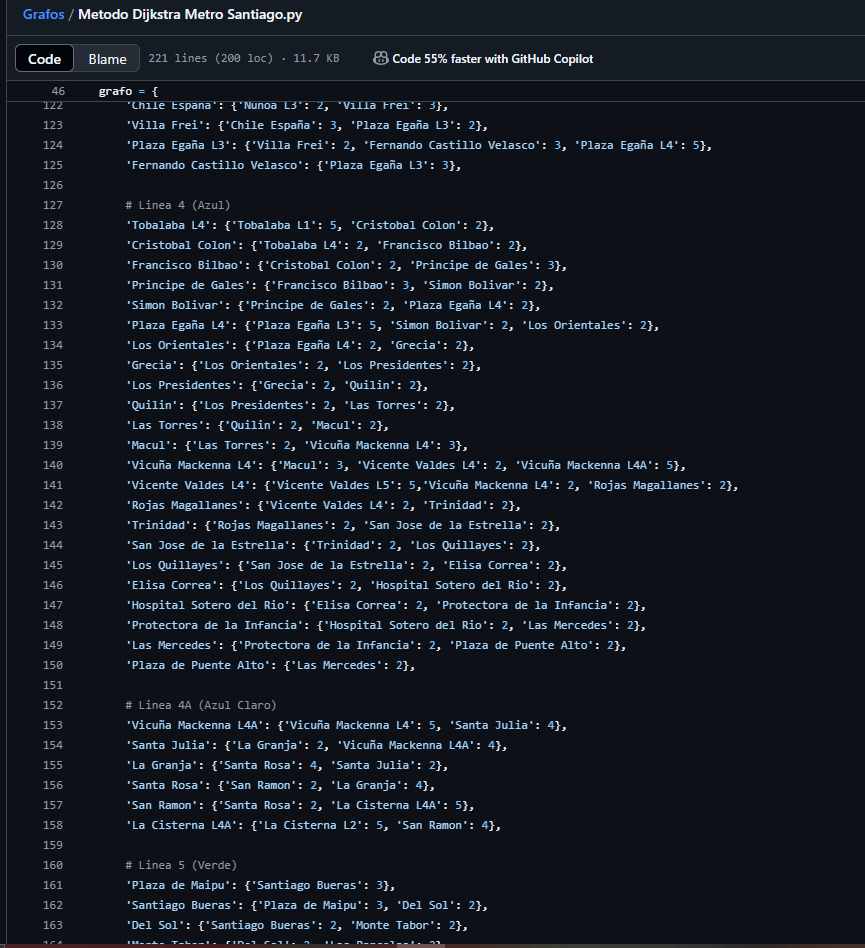 Grafos / Metodo Dijkstra Metro Santiago.py
Code Blame 221 lines (200 loc) · 11.7 KB Code 55% faster with GitHub Copilot
46 grafo = {
122 'Chile España': {'Ñuñoa L3': 2, 'Villa Frei': 3},
123 'Villa Frei': {'Chile España': 3, 'Plaza Egaña L3': 2},
124 'Plaza Egaña L3': {'Villa Frei': 2, 'Fernando Castillo Velasco': 3, 'Plaza Egaña L4': 5},
125 'Fernando Castillo Velasco': {'Plaza Egaña L3': 3},
126
127 # Linea 4 (Azul)
128 'Tobalaba L4': {'Tobalaba L1': 5, 'Cristobal Colon': 2},
129 'Cristobal Colon': {'Tobalaba L4': 2, 'Francisco Bilbao': 2},
130 'Francisco Bilbao': {'Cristobal Colon': 2, 'Principe de Gales': 3},
131 'Principe de Gales': {'Francisco Bilbao': 3, 'Simon Bolivar': 2},
132 'Simon Bolivar': {'Principe de Gales': 2, 'Plaza Egaña L4': 2},
133 'Plaza Egaña L4': {'Plaza Egaña L3': 5, 'Simon Bolivar': 2, 'Los Orientales': 2},
134 'Los Orientales': {'Plaza Egaña L4': 2, 'Grecia': 2},
135 'Grecia': {'Los Orientales': 2, 'Los Presidentes': 2},
136 'Los Presidentes': {'Grecia': 2, 'Quilin': 2},
137 'Quilin': {'Los Presidentes': 2, 'Las Torres': 2},
138 'Las Torres': {'Quilin': 2, 'Macul': 2},
139 'Macul': {'Las Torres': 2, 'Vicuña Mackenna L4': 3},
140 'Vicuña Mackenna L4': {'Macul': 3, 'Vicente Valdes L4': 2, 'Vicuña Mackenna L4A': 5},
141 'Vicente Valdes L4': {'Vicente Valdes L5': 5,'Vicuña Mackenna L4': 2, 'Rojas Magallanes': 2},
142 'Rojas Magallanes': {'Vicente Valdes L4': 2, 'Trinidad': 2},
143 'Trinidad': {'Rojas Magallanes': 2, 'San Jose de la Estrella': 2},
144 'San Jose de la Estrella': {'Trinidad': 2, 'Los Quillayes': 2},
145 'Los Quillayes': {'San Jose de la Estrella': 2, 'Elisa Correa': 2},
146 'Elisa Correa': {'Los Quillayes': 2, 'Hospital Sotero del Rio': 2},
147 'Hospital Sotero del Rio': {'Elisa Correa': 2, 'Protectora de la Infancia': 2},
148 'Protectora de la Infancia': {'Hospital Sotero del Rio': 2, 'Las Mercedes': 2},
149 'Las Mercedes': {'Protectora de la Infancia': 2, 'Plaza de Puente Alto': 2},
150 'Plaza de Puente Alto': {'Las Mercedes': 2},
151
152 # Linea 4A (Azul Claro)
153 'Vicuña Mackenna L4A': {'Vicuña Mackenna L4': 5, 'Santa Julia': 4},
154 'Santa Julia': {'La Granja': 2, 'Vicuña Mackenna L4A': 4},
155 'La Granja': {'Santa Rosa': 4, 'Santa Julia': 2},
156 'Santa Rosa': {'San Ramon': 2, 'La Granja': 4},
157 'San Ramon': {'Santa Rosa': 2, 'La Cisterna L4A': 5},
158 'La Cisterna L4A': {'La Cisterna L2': 5, 'San Ramon': 4},
159
160 # Linea 5 (Verde)
161 'Plaza de Maipu': {'Santiago Bueras': 3},
162 'Santiago Bueras': {'Plaza de Maipu': 3, 'Del Sol': 2},
163 'Del Sol': {'Santiago Bueras': 2, 'Monte Tabor': 2},